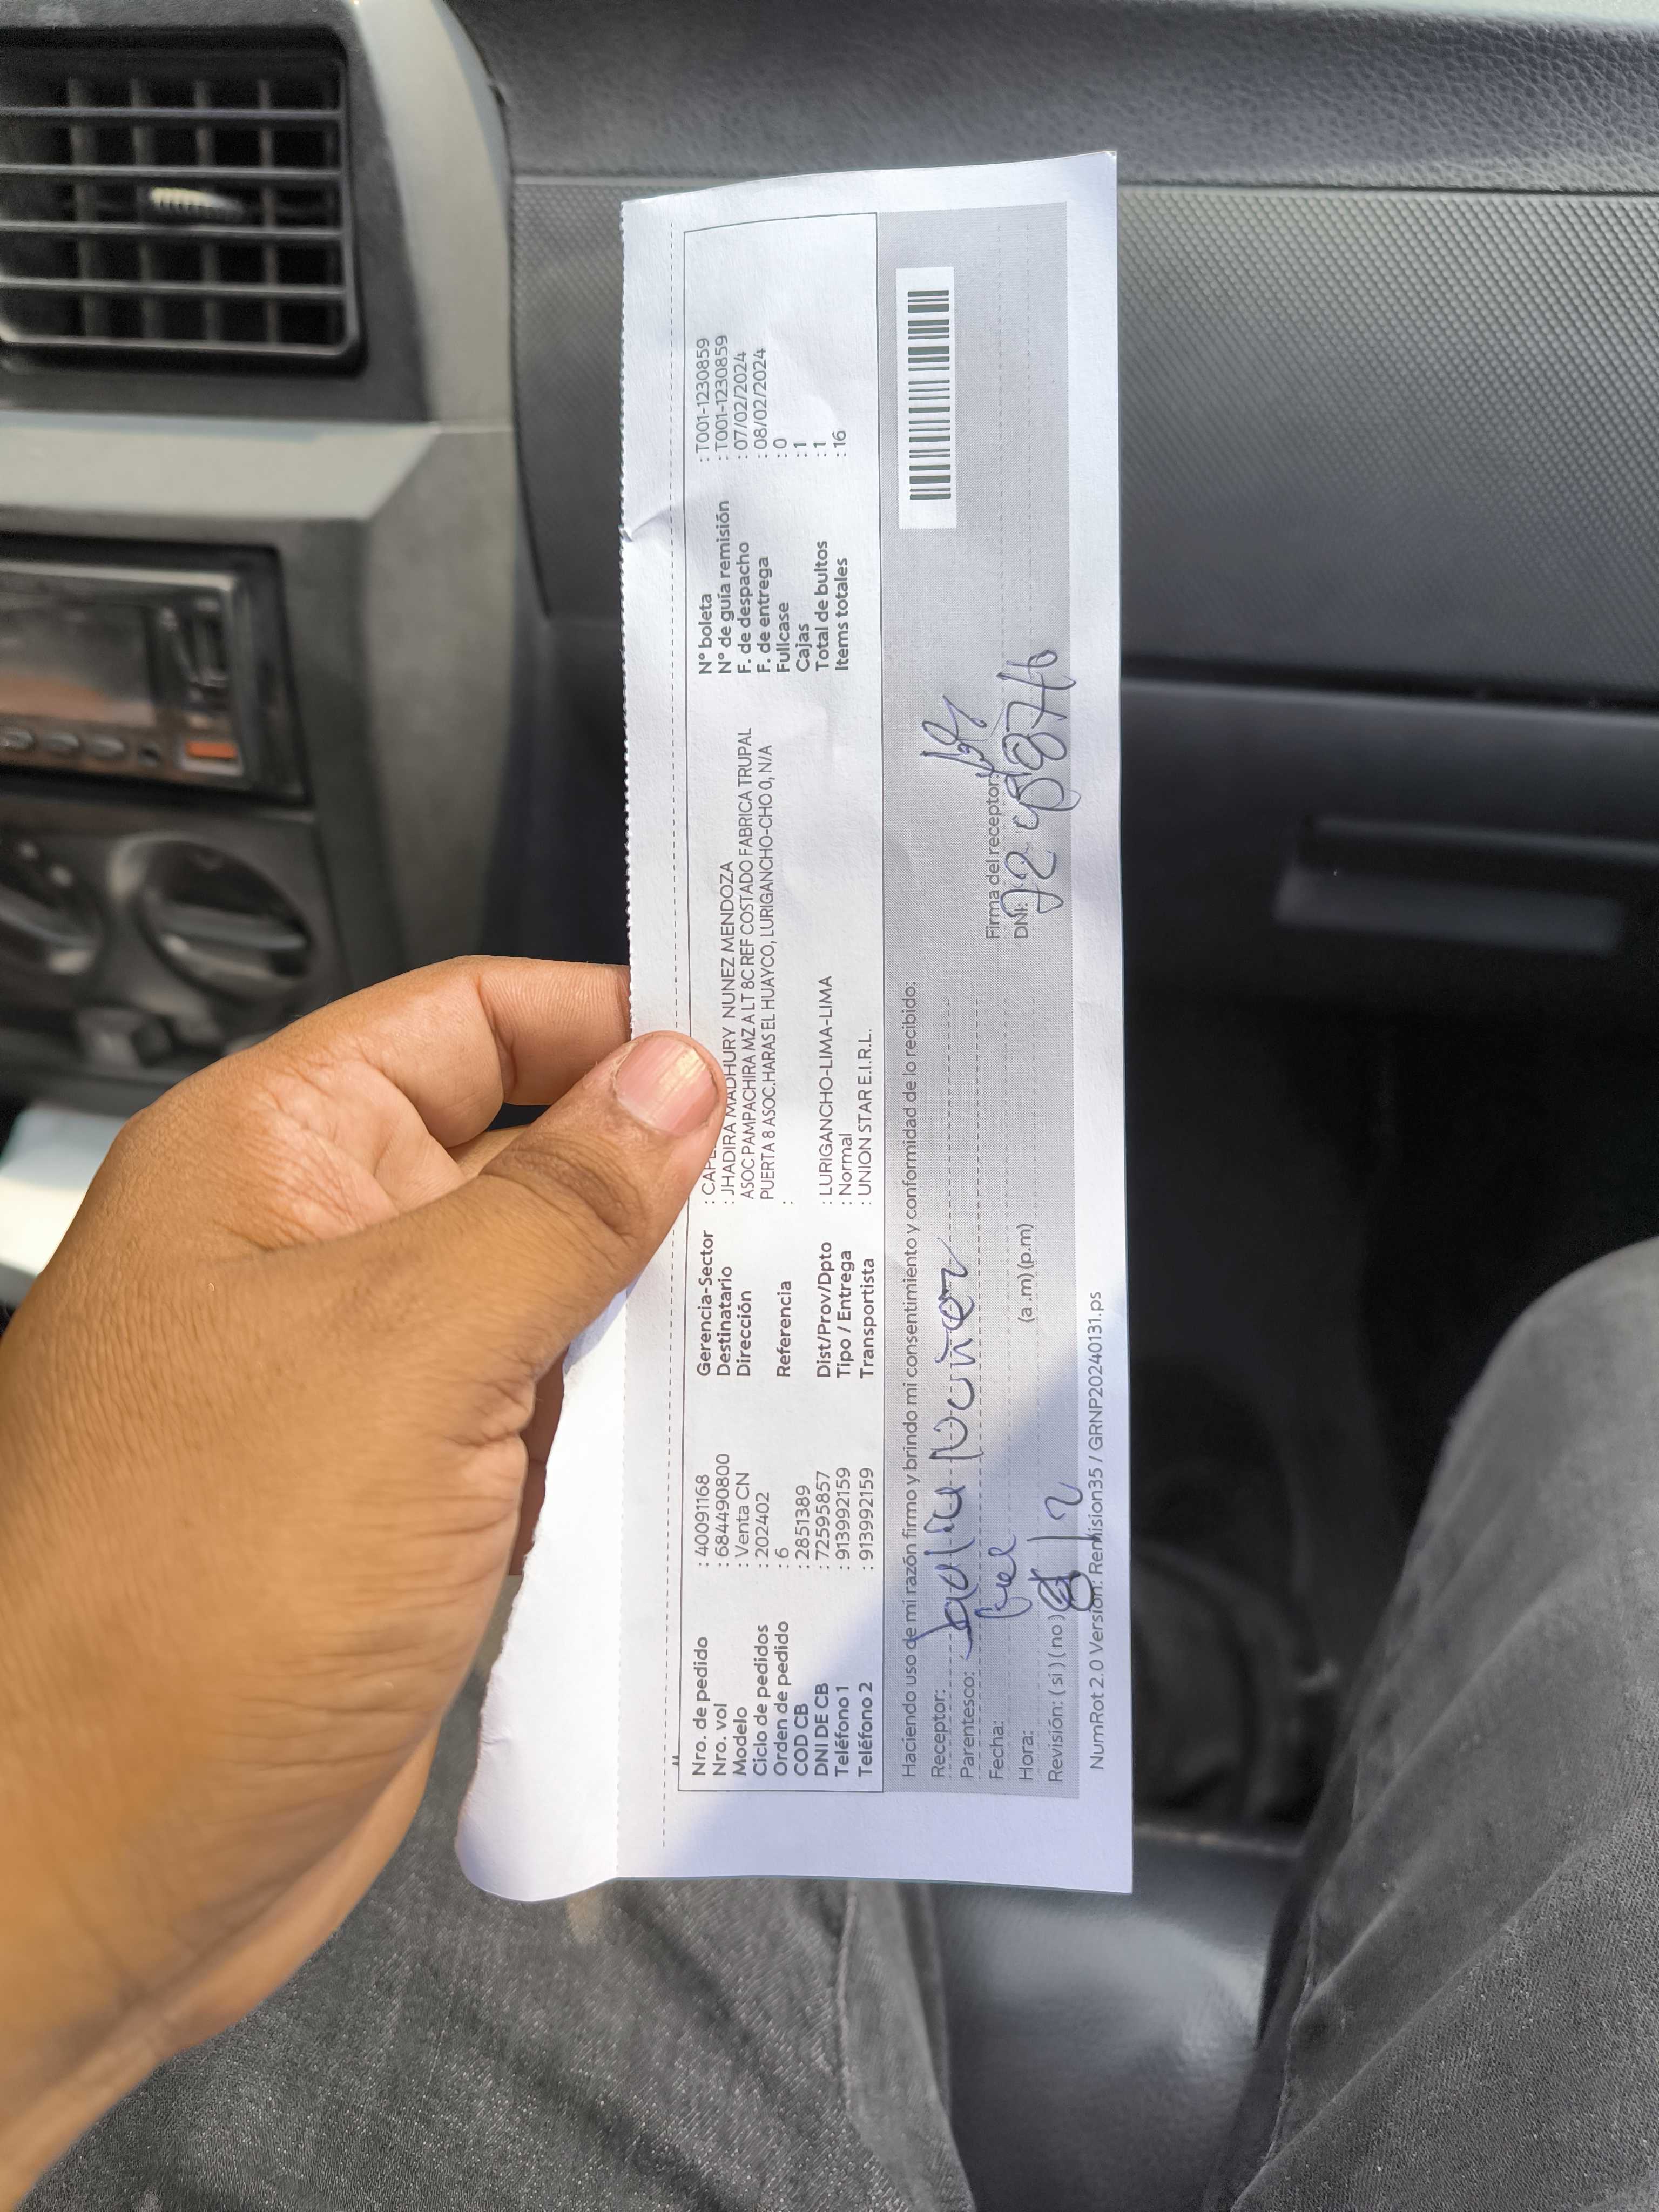 Nro. de pedido : 40091168
Nro. vol : 684490800
Modelo : Venta CN
Ciclo de pedidos : 202402
Orden de pedido : 6
COD CB : 2851389
DNI DE CB : 72595857
Teléfono 1 : 913992159
Teléfono 2 : 913992159
Gerencia-Sector :
Destinatario : JHADIRA MADHURY NUNEZ MENDOZA
Dirección ASOC PAMPACHIRA MZ A LT 8C REF COSTADO FABRICA TRUPAL
PUERTA 8 ASOC.HARAS EL HUAYCO, LURIGANCHO-CHO 0, N/A
Referencia :
Dist/Prov/Dpto : LURIGANCHO-LIMA-LIMA
Tipo / Entrega : Normal
Transportista : UNION STAR E.I.R.L.
N° boleta : T001-1230859
N° de guía remisión : T001-1230859
F. de despacho : 07/02/2024
F. de entrega : 08/02/2024
Fullcase : 0
Cajas : 1
Total de bultos : 1
Items totales : 16
Haciendo uso de mi razón firmo y brindo mi consentimiento y conformidad de lo recibido:
Receptor: Nuñez
Parentesco:
Fecha:
Hora: (a .m) (p.m)
Revisión: ( si ) ( no )
Firma del receptor:
DNI:
NumRot 2.0 Version: Remision35 / GRNP20240131.ps